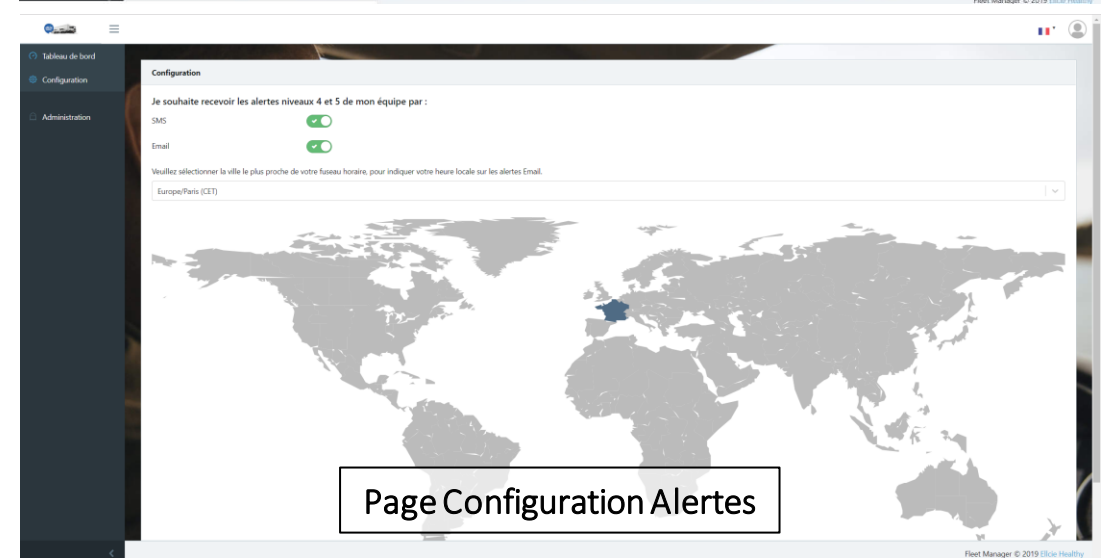 Fleet Manager © 2019 Ellcie Healthy
Tableau de bord
Configuration
Administration
Configuration
Je souhaite recevoir les alertes niveaux 4 et 5 de mon équipe par :
SMS
Email
Veuillez sélectionner la ville le plus proche de votre fuseau horaire, pour indiquer votre heure locale sur les alertes Email.
Europe/Paris (CET)
Page Configuration Alertes
Fleet Manager © 2019 Ellcie Healthy